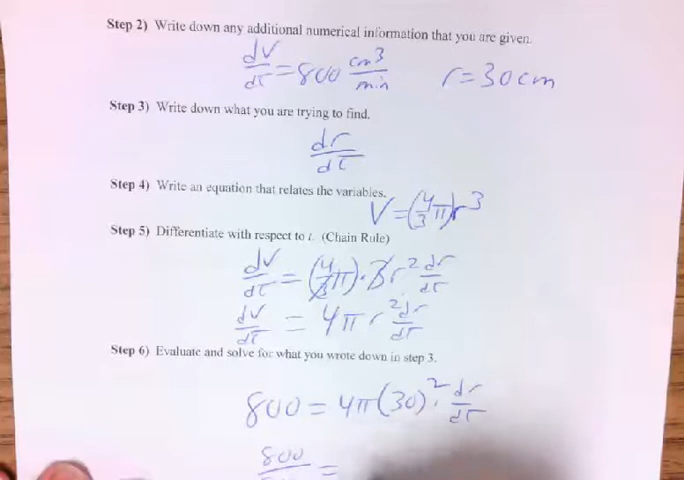 Step 2) Write down any additional numerical information that you are given.
dV/dt = 800 cm³/min r = 30 cm
Step 3) Write down what you are trying to find.
dr/dt
Step 4) Write an equation that relates the variables.
V = (4/3 π) r³
Step 5) Differentiate with respect to t. (Chain Rule)
dV/dt = (4/3 π) · 3r² dr/dt
dV/dt = 4π r² dr/dt
Step 6) Evaluate and solve for what you wrote down in step 3.
800 = 4π(30)² · dr/dt
800 =